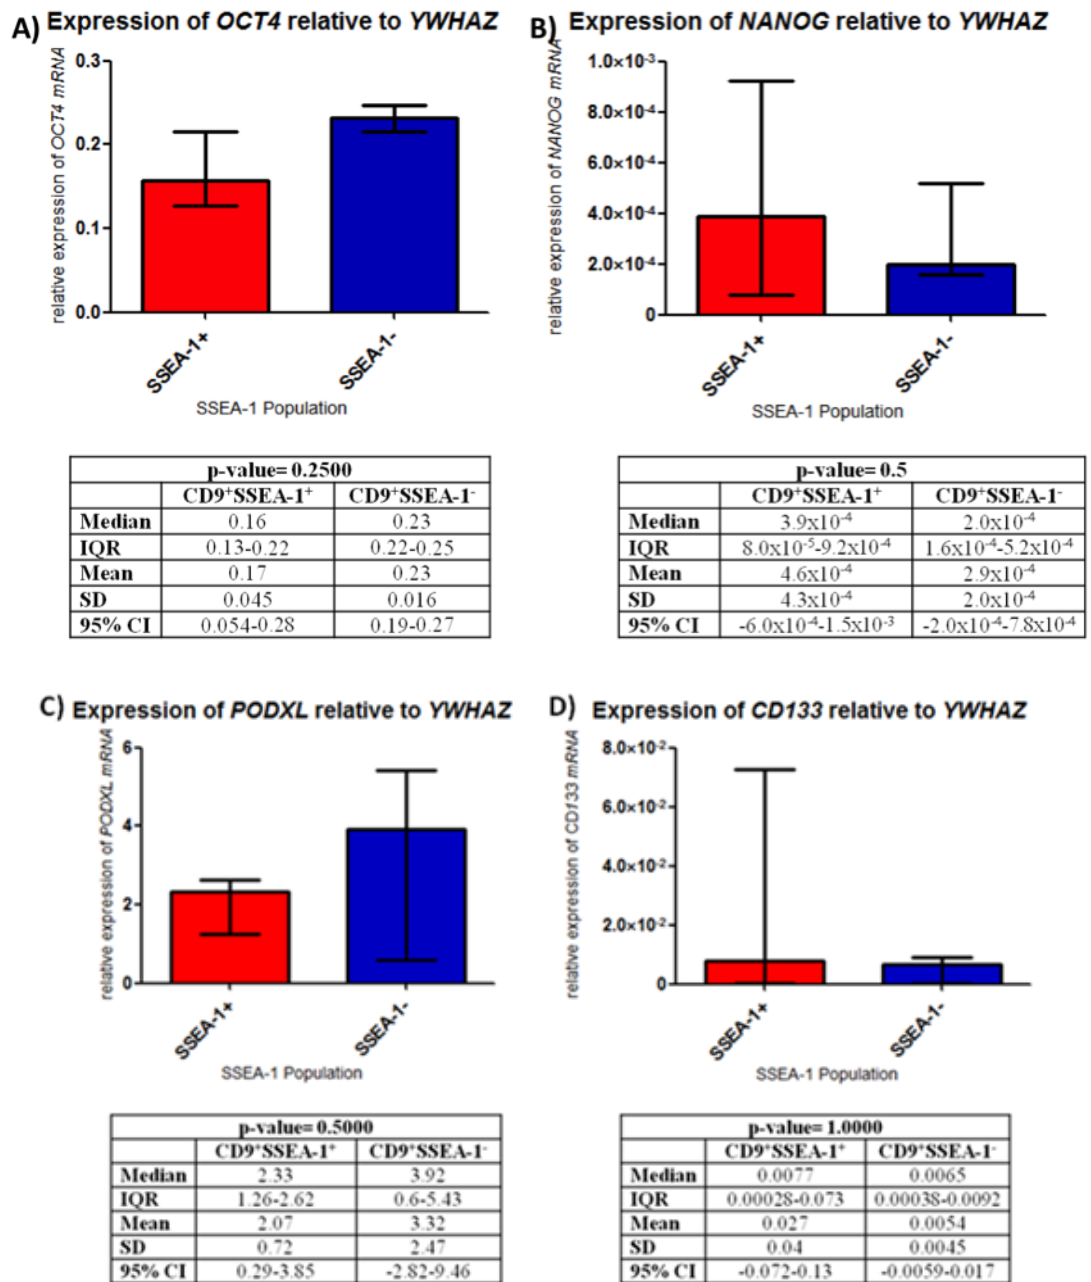 A) Expression of OCT4 relative to YWHAZ
relative expression of OCT4 mRNA
0.3
0.2
0.1
0.0
SSEA-1+
SSEA-1-
SSEA-1 Population
p-value= 0.2500
CD9⁺SSEA-1⁺ CD9⁺SSEA-1⁻
Median 0.16 0.23
IQR 0.13-0.22 0.22-0.25
Mean 0.17 0.23
SD 0.045 0.016
95% CI 0.054-0.28 0.19-0.27
B) Expression of NANOG relative to YWHAZ
relative expression of NANOG mRNA
1.0×10⁻³
8.0×10⁻⁴
6.0×10⁻⁴
4.0×10⁻⁴
2.0×10⁻⁴
0
SSEA-1+
SSEA-1-
SSEA-1 Population
p-value= 0.5
CD9⁺SSEA-1⁺ CD9⁺SSEA-1⁻
Median 3.9x10⁻⁴ 2.0x10⁻⁴
IQR 8.0x10⁻⁵-9.2x10⁻⁴ 1.6x10⁻⁴-5.2x10⁻⁴
Mean 4.6x10⁻⁴ 2.9x10⁻⁴
SD 4.3x10⁻⁴ 2.0x10⁻⁴
95% CI -6.0x10⁻⁴-1.5x10⁻³ -2.0x10⁻⁴-7.8x10⁻⁴
C) Expression of PODXL relative to YWHAZ
relative expression of PODXL mRNA
6
4
2
0
SSEA-1+
SSEA-1-
SSEA-1 Population
p-value= 0.5000
CD9⁺SSEA-1⁺ CD9⁺SSEA-1⁻
Median 2.33 3.92
IQR 1.26-2.62 0.6-5.43
Mean 2.07 3.32
SD 0.72 2.47
95% CI 0.29-3.85 -2.82-9.46
D) Expression of CD133 relative to YWHAZ
relative expression of CD133 mRNA
8.0×10⁻²
6.0×10⁻²
4.0×10⁻²
2.0×10⁻²
0
SSEA-1+
SSEA-1-
SSEA-1 Population
p-value= 1.0000
CD9⁺SSEA-1⁺ CD9⁺SSEA-1⁻
Median 0.0077 0.0065
IQR 0.00028-0.073 0.00038-0.0092
Mean 0.027 0.0054
SD 0.04 0.0045
95% CI -0.072-0.13 -0.0059-0.017